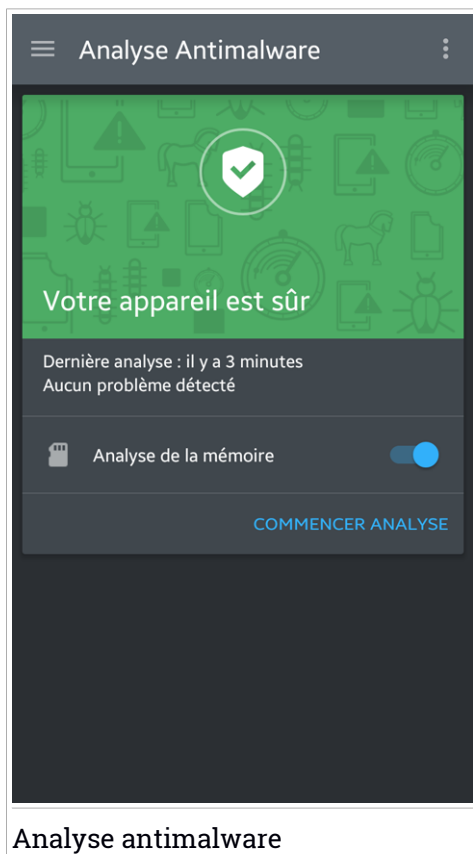 Analyse Antimalware
Votre appareil est sûr
Dernière analyse : il y a 3 minutes
Aucun problème détecté
Analyse de la mémoire
COMMENCER ANALYSE
Analyse antimalware